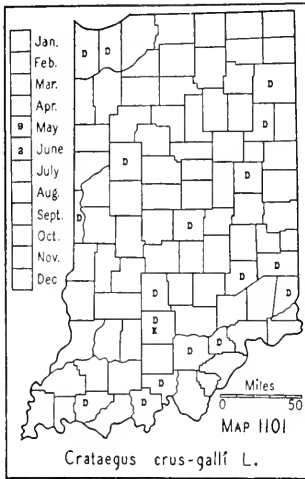 Jan.
Feb.
Mar.
Apr.
9 May
2 June
July
Aug.
Sept.
Oct.
Nov.
Dec
D D
D
D
D
D
D
D
D
D
D D
D
K
D
D
D
D D
Miles
0 50
MAP 1101
Crataegus crus-galli L.